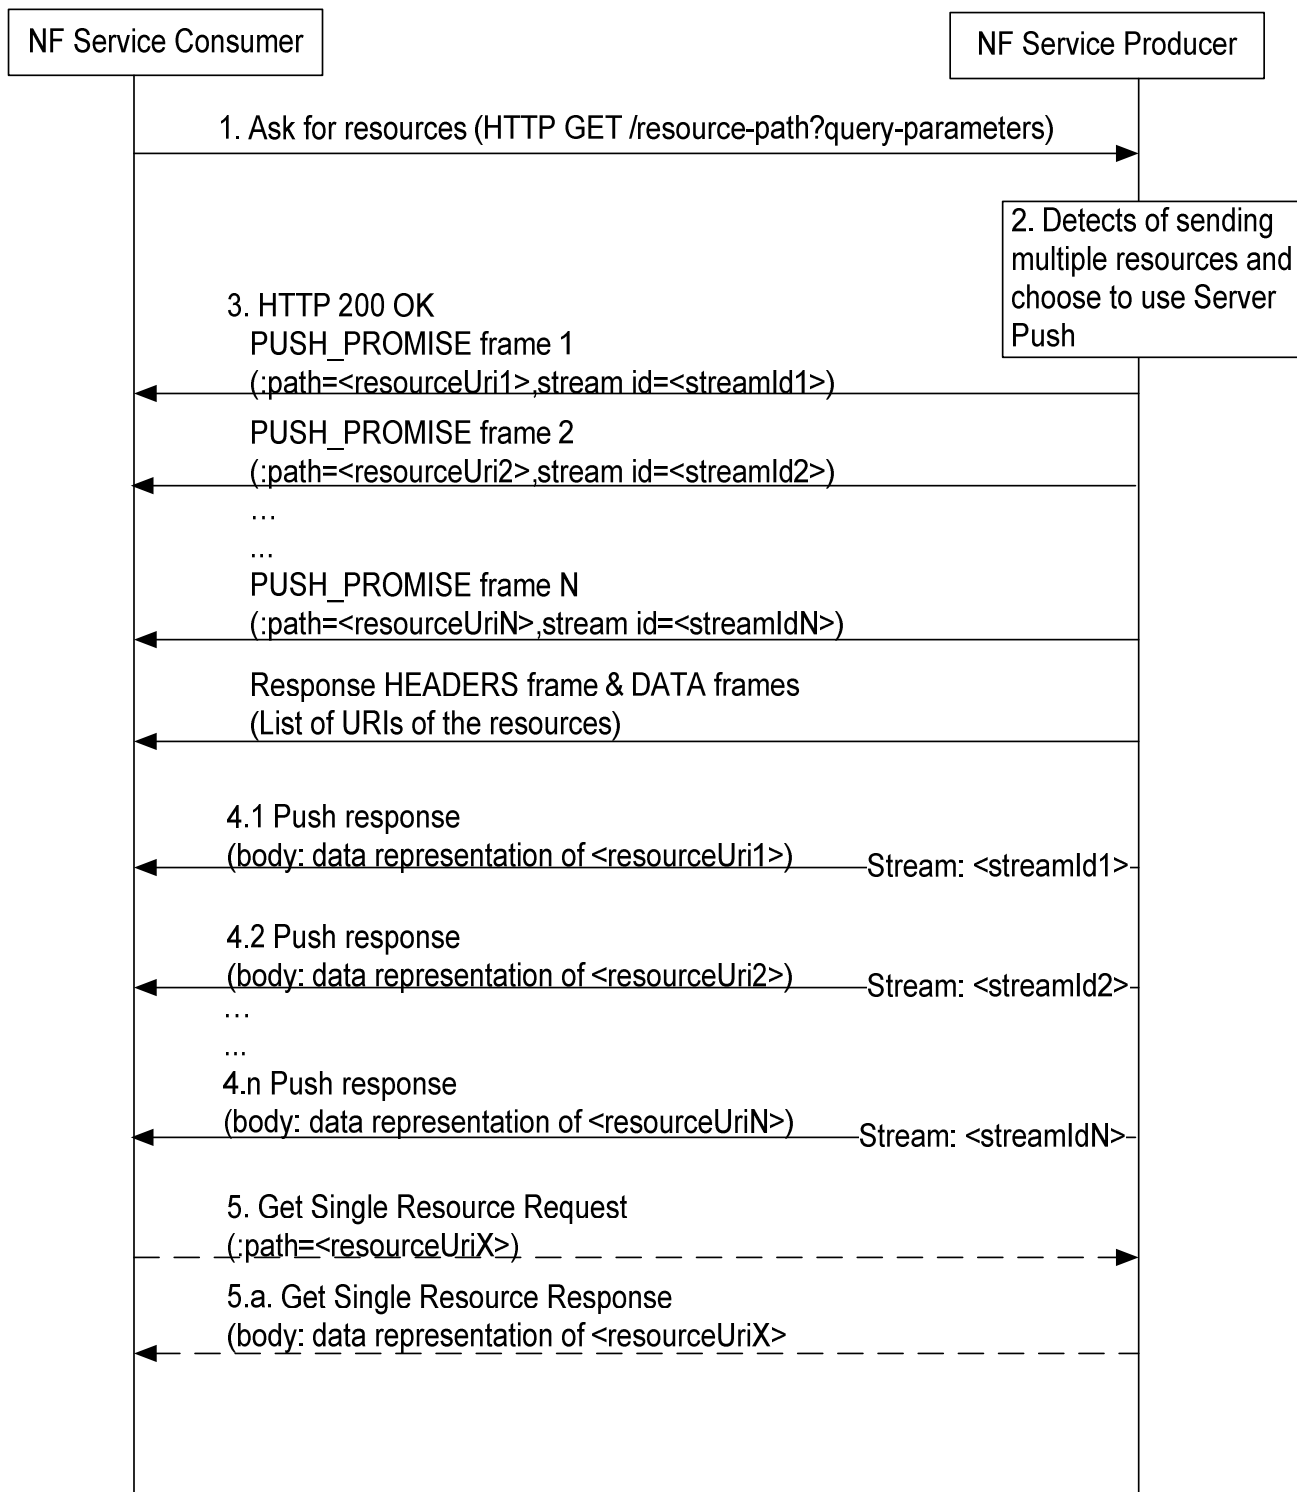 NF Service Consumer
NF Service Producer
1. Ask for resources (HTTP GET /resource-path?query-parameters)
2. Detects of sending
multiple resources and
choose to use Server
Push
3. HTTP 200 OK
PUSH_PROMISE frame 1
(:path=<resourceUri1>,stream id=<streamId1>)
PUSH_PROMISE frame 2
(:path=<resourceUri2>,stream id=<streamId2>)
...
...
PUSH_PROMISE frame N
(:path=<resourceUriN>,stream id=<streamIdN>)
Response HEADERS frame & DATA frames
(List of URIs of the resources)
4.1 Push response
(body: data representation of <resourceUri1>)
Stream: <streamId1>
4.2 Push response
(body: data representation of <resourceUri2>)
Stream: <streamId2>
...
...
4.n Push response
(body: data representation of <resourceUriN>)
Stream: <streamIdN>
5. Get Single Resource Request
(:path=<resourceUriX>)
5.a. Get Single Resource Response
(body: data representation of <resourceUriX>